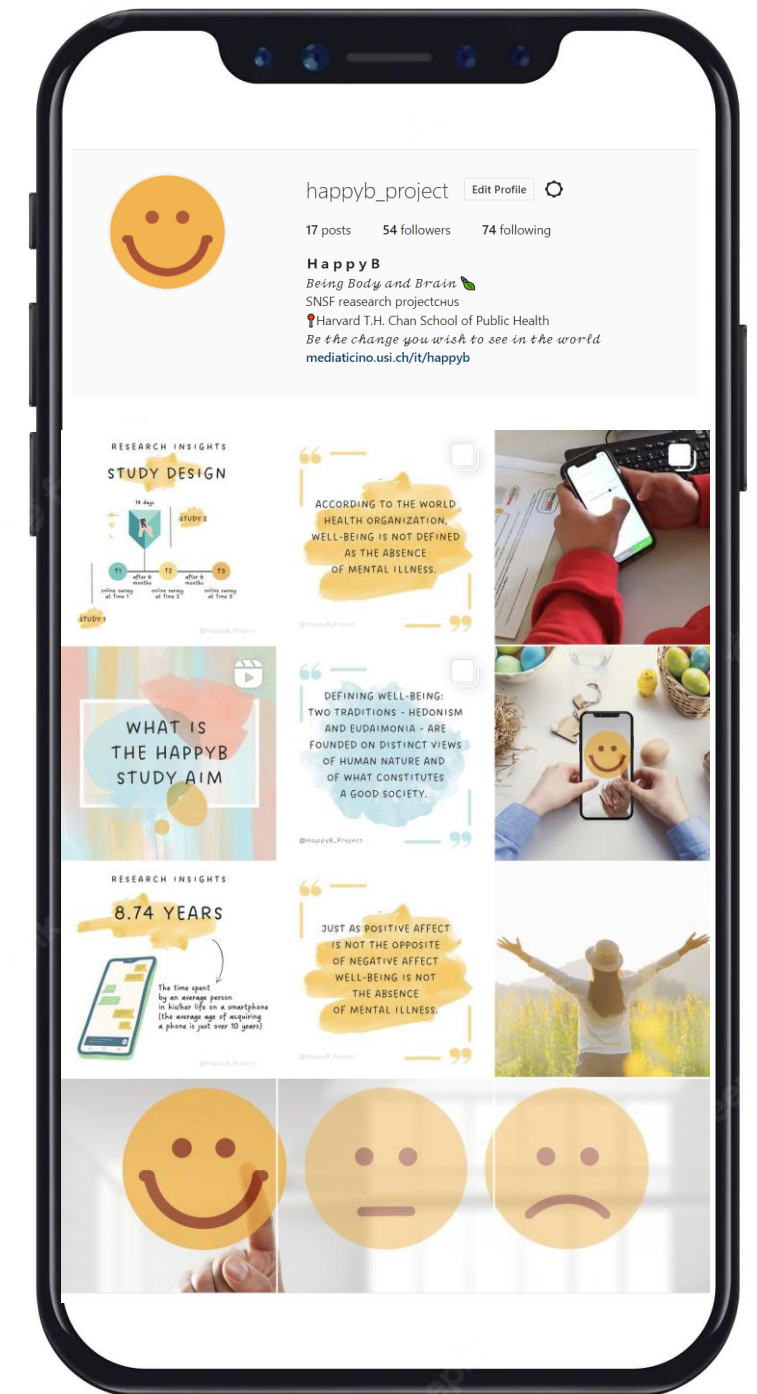 happyb_project Edit Profile
17 posts 54 followers 74 following
HappyB
Being Body and Brain
SNSF reasearch projectCHUS
Harvard T.H. Chan School of Public Health
Be the change you wish to see in the world
mediaticino.usi.ch/it/happyb
RESEARCH INSIGHTS
STUDY DESIGN
14 days
STUDY 2
T1
after 6
months
T2
after 6
months
T3
online survey
at Time 1
online survey
at Time 2
online survey
at Time 3
STUDY 1
@HappyB_Project
ACCORDING TO THE WORLD
HEALTH ORGANIZATION,
WELL-BEING IS NOT DEFINED
AS THE ABSENCE
OF MENTAL ILLNESS.
@HappyB_Project
WHAT IS
THE HAPPYB
STUDY AIM
DEFINING WELL-BEING:
TWO TRADITIONS - HEDONISM
AND EUDAIMONIA - ARE
FOUNDED ON DISTINCT VIEWS
OF HUMAN NATURE AND
OF WHAT CONSTITUTES
A GOOD SOCIETY.
@HappyB_Project
RESEARCH INSIGHTS
8.74 YEARS
The time spent
by an average person
in his/her life on a smartphone
(the average age of acquiring
a phone is just over 10 years)
@HappyB_Project
JUST AS POSITIVE AFFECT
IS NOT THE OPPOSITE
OF NEGATIVE AFFECT
WELL-BEING IS NOT
THE ABSENCE
OF MENTAL ILLNESS.
@HappyB_Project